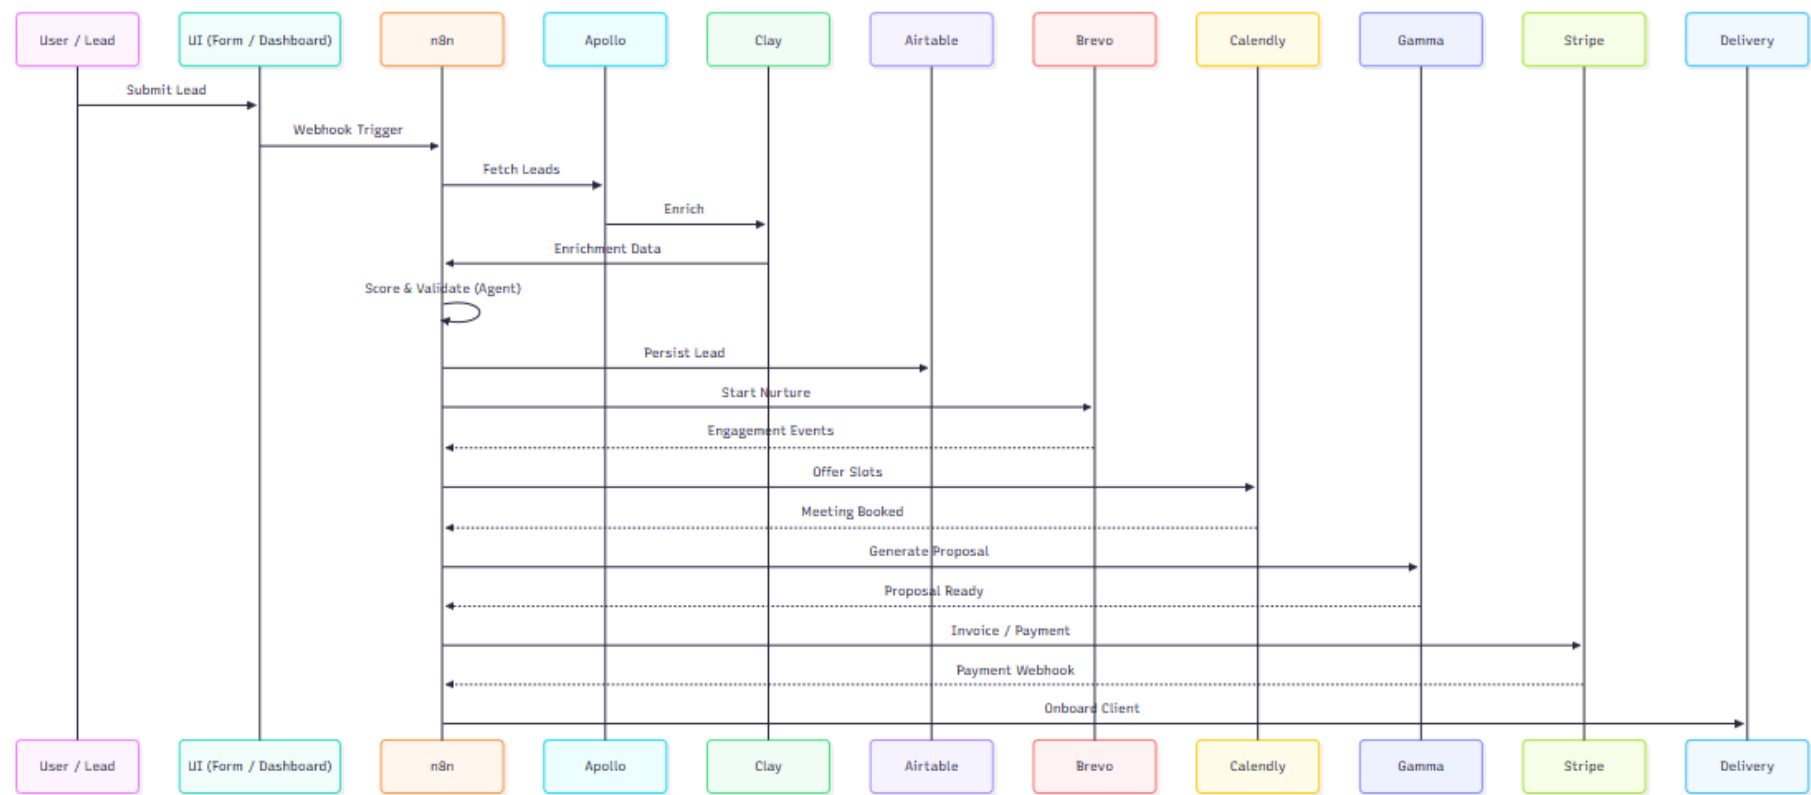 User / Lead
UI (Form / Dashboard)
n8n
Apollo
Clay
Airtable
Brevo
Calendly
Gamma
Stripe
Delivery
Submit Lead
Webhook Trigger
Fetch Leads
Enrich
Enrichment Data
Score & Validate (Agent)
Persist Lead
Start Nurture
Engagement Events
Offer Slots
Meeting Booked
Generate Proposal
Proposal Ready
Invoice / Payment
Payment Webhook
Onboard Client
User / Lead
UI (Form / Dashboard)
n8n
Apollo
Clay
Airtable
Brevo
Calendly
Gamma
Stripe
Delivery